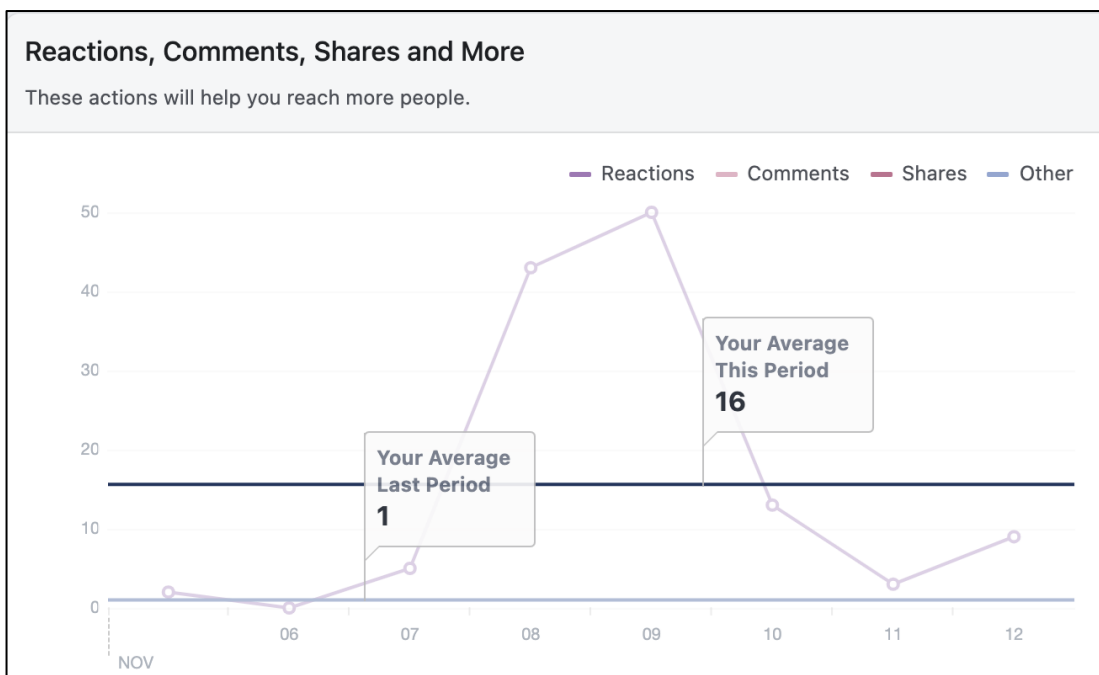 Reactions, Comments, Shares and More
These actions will help you reach more people.
Reactions Comments Shares Other
50
40
30
Your Average
This Period
16
20
Your Average
Last Period
1
10
0
06 07 08 09 10 11 12
NOV